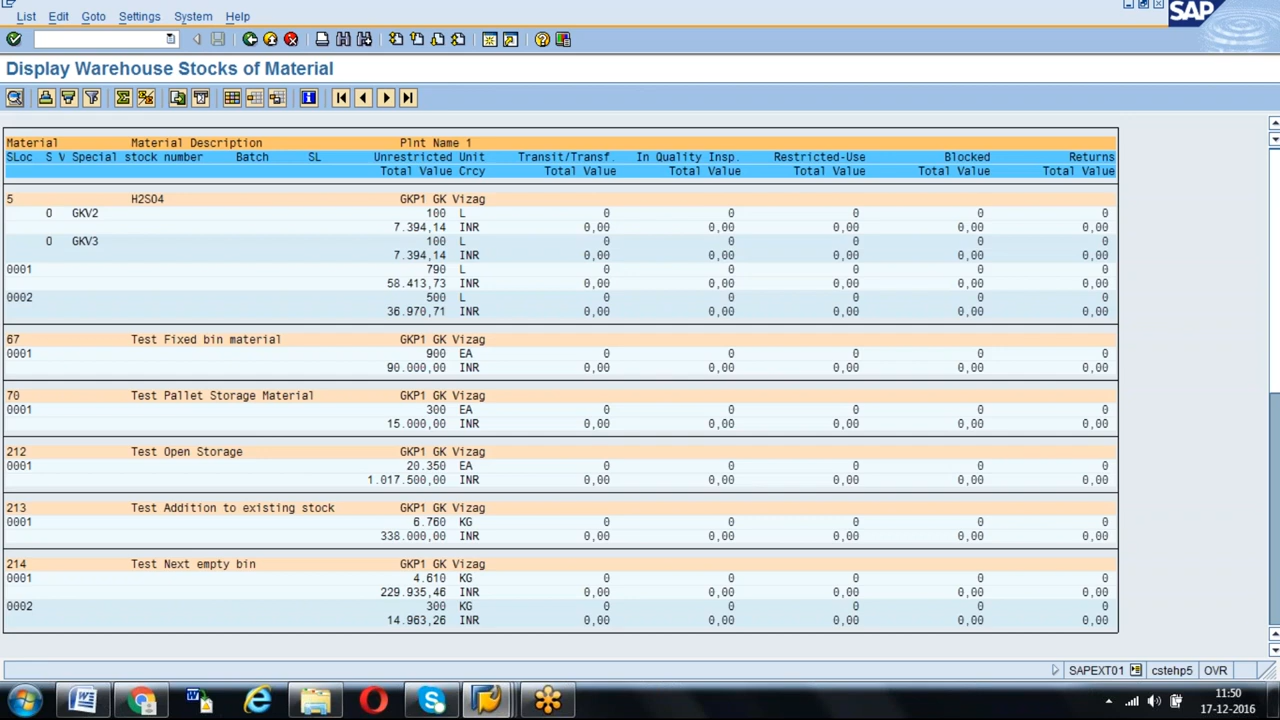 List Edit Goto Settings System Help
SAP
Display Warehouse Stocks of Material
Material Material Description Plnt Name 1
SLoc S V Special stock number Batch SL Unrestricted Unit Transit/Transf. In Quality Insp. Restricted-Use Blocked Returns
Total Value Crcy Total Value Total Value Total Value Total Value Total Value
5 H2SO4 GKP1 GK Vizag
O GKV2 100 L 0 0 0 0 0
7.394,14 INR 0,00 0,00 0,00 0,00 0,00
O GKV3 100 L 0 0 0 0 0
7.394,14 INR 0,00 0,00 0,00 0,00 0,00
0001 790 L 0 0 0 0 0
58.413,73 INR 0,00 0,00 0,00 0,00 0,00
0002 500 L 0 0 0 0 0
36.970,71 INR 0,00 0,00 0,00 0,00 0,00
67 Test Fixed bin material GKP1 GK Vizag
0001 900 EA 0 0 0 0 0
90.000,00 INR 0,00 0,00 0,00 0,00 0,00
70 Test Pallet Storage Material GKP1 GK Vizag
0001 300 EA 0 0 0 0 0
15.000,00 INR 0,00 0,00 0,00 0,00 0,00
212 Test Open Storage GKP1 GK Vizag
0001 20.350 EA 0 0 0 0 0
1.017.500,00 INR 0,00 0,00 0,00 0,00 0,00
213 Test Addition to existing stock GKP1 GK Vizag
0001 6.760 KG 0 0 0 0 0
338.000,00 INR 0,00 0,00 0,00 0,00 0,00
214 Test Next empty bin GKP1 GK Vizag
0001 4.610 KG 0 0 0 0 0
229.935,46 INR 0,00 0,00 0,00 0,00 0,00
0002 300 KG 0 0 0 0 0
14.963,26 INR 0,00 0,00 0,00 0,00 0,00
SAPEXT01 cstehp5 OVR
11:50
17-12-2016